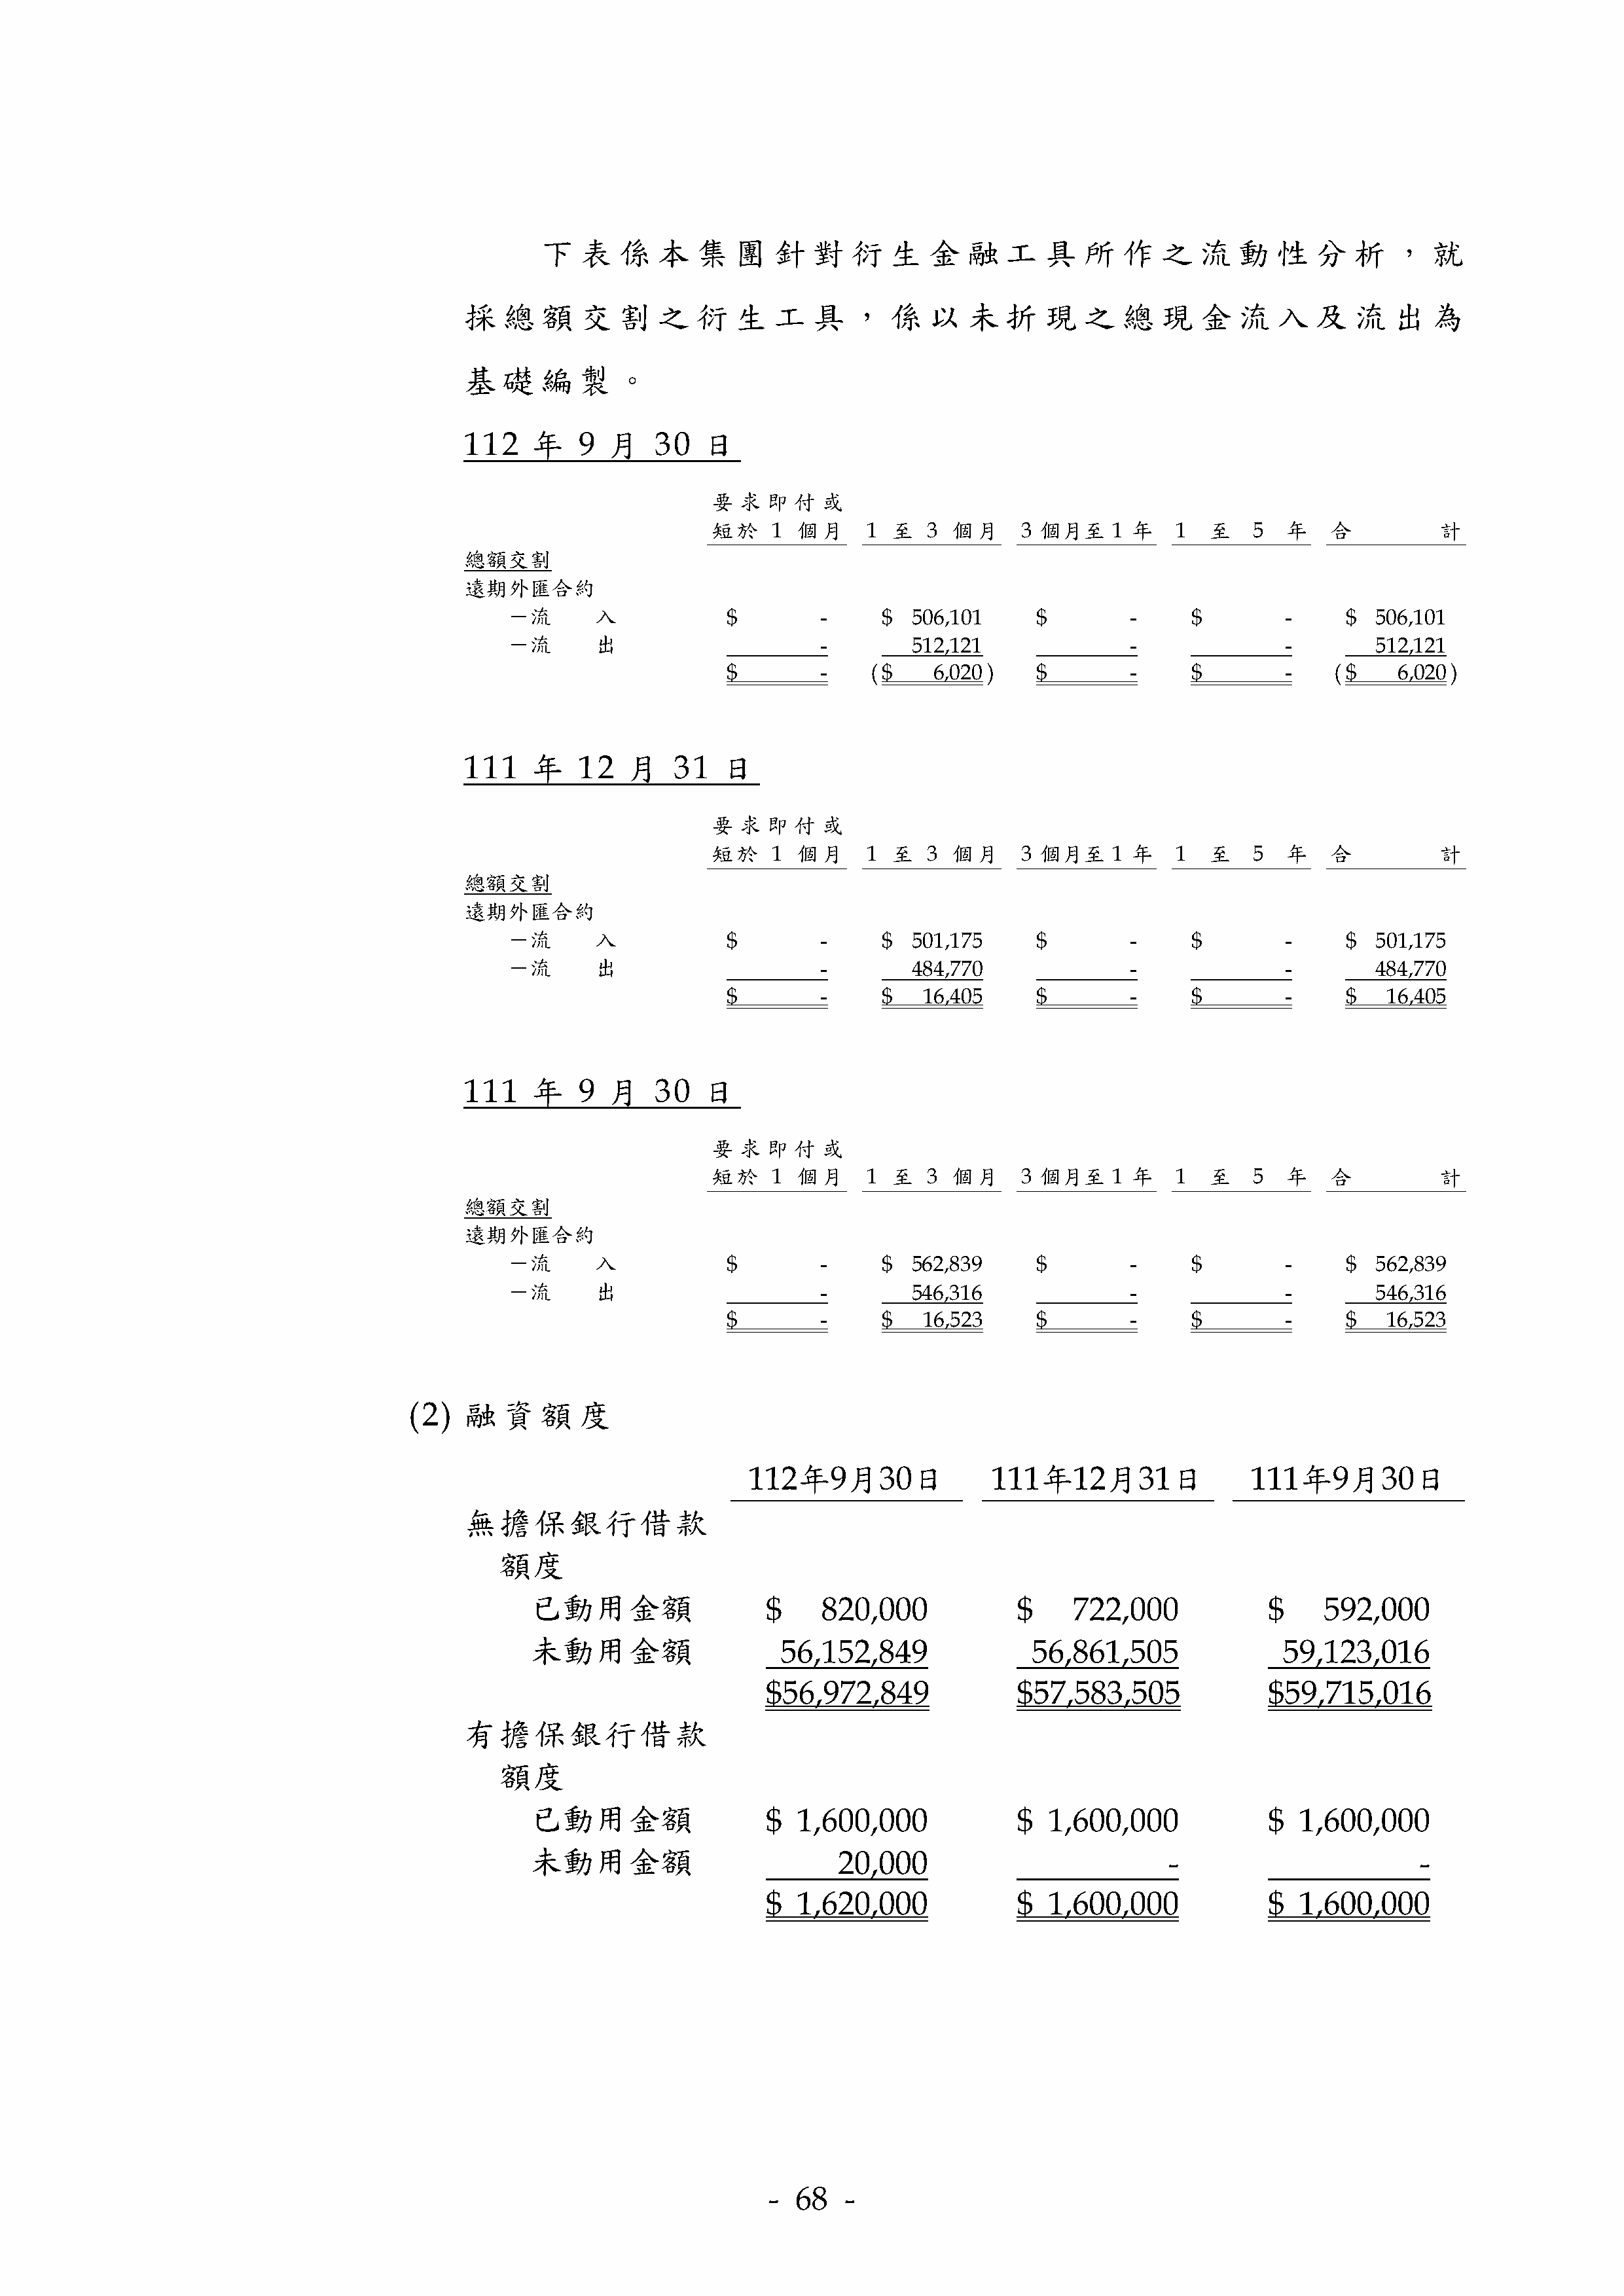 下表係本集團針對衍生金融工具所作之流動性分析，就
採總額交割之衍生工具，係以未折現之總現金流入及流出為
基礎編製。
112 年 9 月 30 日
要求即付或
短於 1 個月 1 至 3 個月 3 個月至 1 年 1 至 5 年 合計
總額交割
遠期外匯合約
－流入 $ - $ 506,101 $ - $ - $ 506,101
－流出 - 512,121 - - 512,121
$ - ($ 6,020) $ - $ - ($ 6,020)
111 年 12 月 31 日
要求即付或
短於 1 個月 1 至 3 個月 3 個月至 1 年 1 至 5 年 合計
總額交割
遠期外匯合約
－流入 $ - $ 501,175 $ - $ - $ 501,175
－流出 - 484,770 - - 484,770
$ - $ 16,405 $ - $ - $ 16,405
111 年 9 月 30 日
要求即付或
短於 1 個月 1 至 3 個月 3 個月至 1 年 1 至 5 年 合計
總額交割
遠期外匯合約
－流入 $ - $ 562,839 $ - $ - $ 562,839
－流出 - 546,316 - - 546,316
$ - $ 16,523 $ - $ - $ 16,523
(2) 融資額度
112年9月30日 111年12月31日 111年9月30日
無擔保銀行借款
額度
已動用金額 $ 820,000 $ 722,000 $ 592,000
未動用金額 56,152,849 56,861,505 59,123,016
$56,972,849 $57,583,505 $59,715,016
有擔保銀行借款
額度
已動用金額 $ 1,600,000 $ 1,600,000 $ 1,600,000
未動用金額 20,000 - -
$ 1,620,000 $ 1,600,000 $ 1,600,000
- 68 -